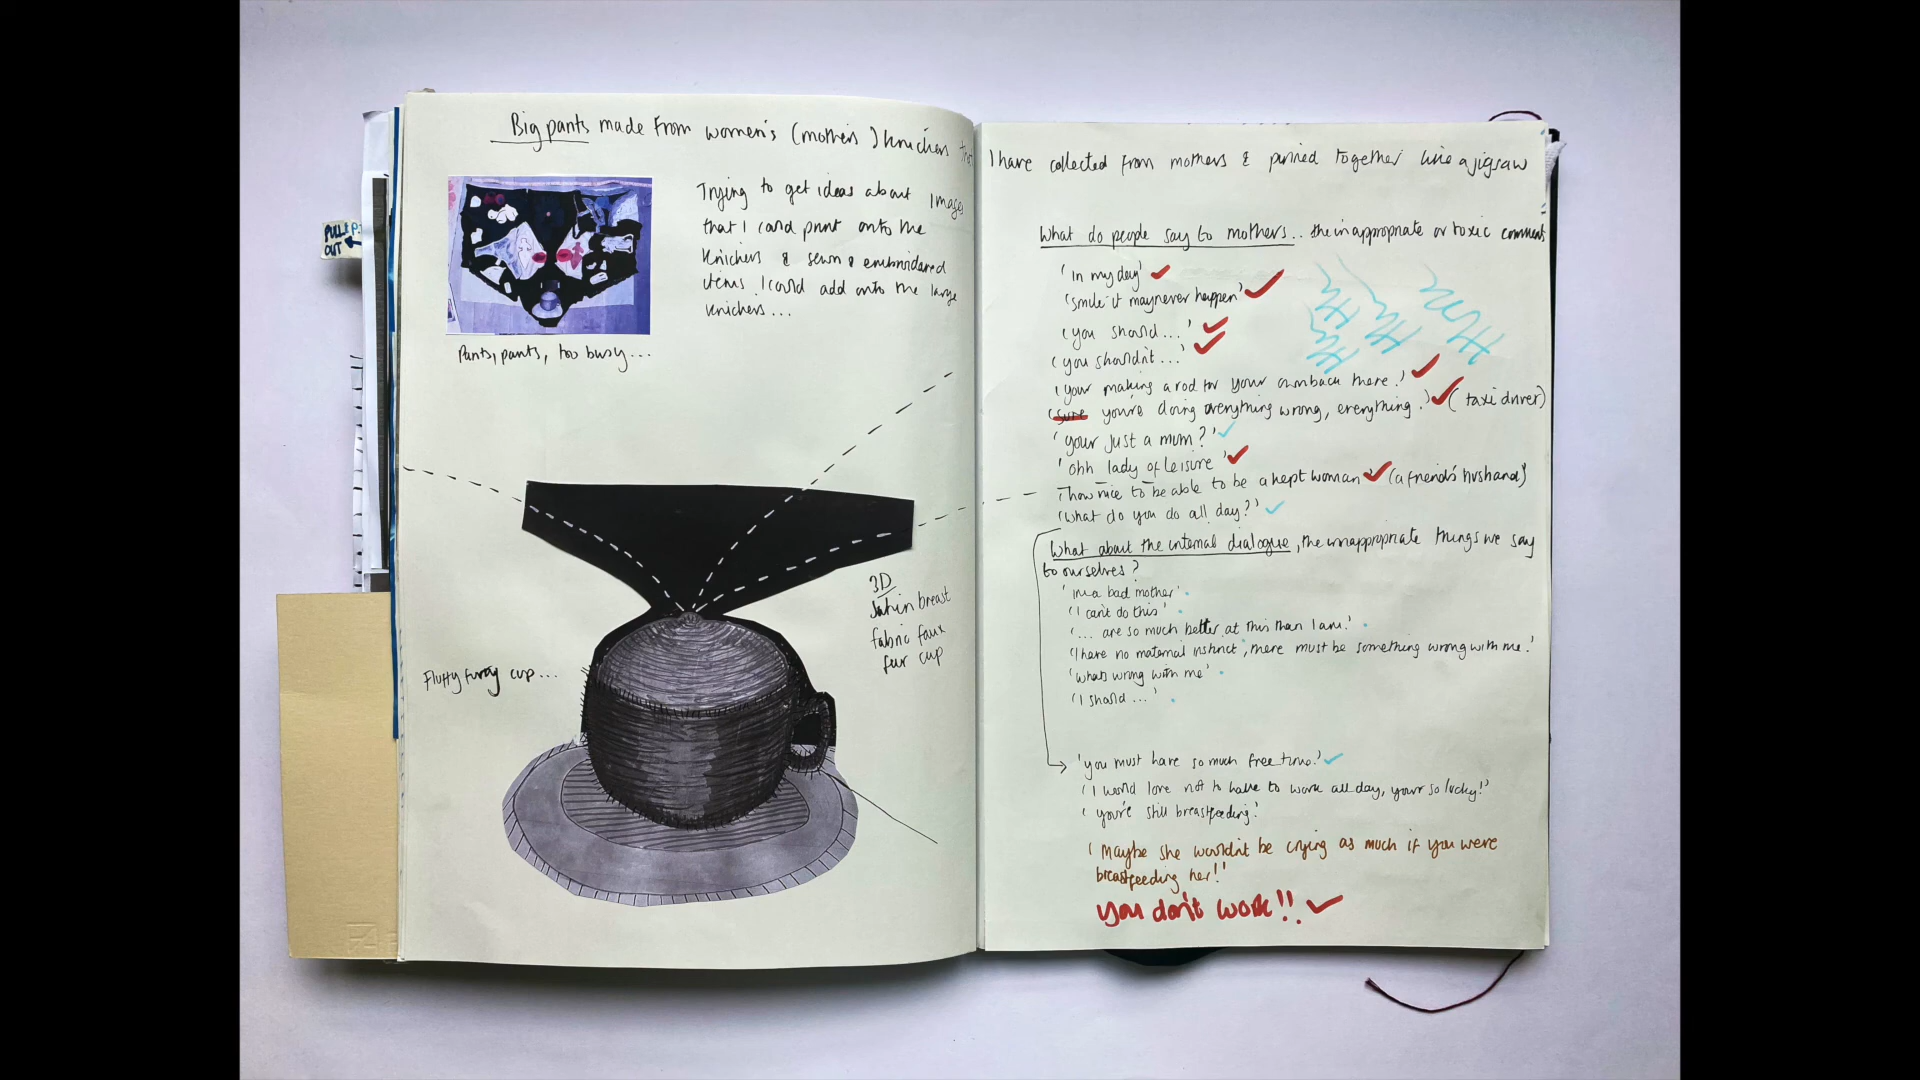 Big pants made from women's (mothers) knickers
PULL
OUT
Trying to get ideas about images
that I could print onto the
knickers & sewn & embroidared
items I could add onto the large
knickers...
Pants, pants, too busy...
3D
Satin breast
fabric faux
fur cup
Fluffy furry cup...
I have collected from mothers & pinned together like a jigsaw
What do people say to mothers.. the inappropriate or toxic comment
'In my day'
'smile it may never happen'
'you should...'
'you shouldn't...'
'your making a rod for your own back there.'
'sure you're doing everything wrong, everything.' (taxi driver)
'your just a mum?'
'ohh lady of leisure'
'how nice to be able to be a kept woman' (a friend's husband)
'What do you do all day?'
What about the internal dialogue, the innappropriate things we say
to ourselves?
'Im a bad mother'
'I can't do this'
'... are so much better at this than I am.'
'I have no maternal instinct, there must be something wrong with me.'
'whats wrong with me'
'I should...'
'you must have so much free time.'
'I would love not to have to work all day, your so lucky!'
'you're still breastfeeding.'
'Maybe she wouldn't be crying as much if you were
breastfeeding her!'
you don't work!!